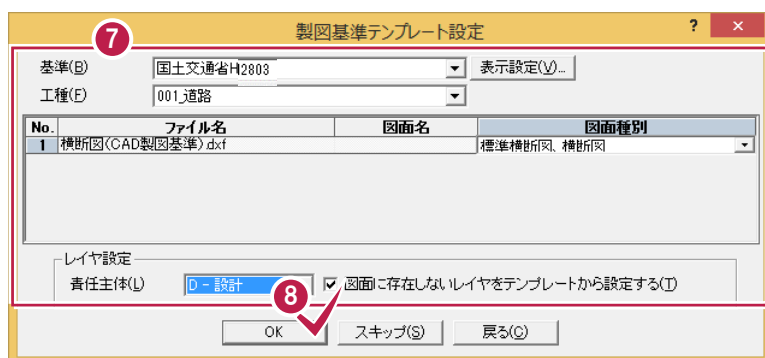 製図基準テンプレート設定
?
×
7
基準(B) 国土交通省H2803 表示設定(V)...
工種(F) 001_道路
No. ファイル名 図面名 図面種別
1 横断図(CAD製図基準).dxf 標準横断図、横断図
レイヤ設定
責任主体(L) D - 設計 図面に存在しないレイヤをテンプレートから設定する(T)
8
OK スキップ(S) 戻る(C)